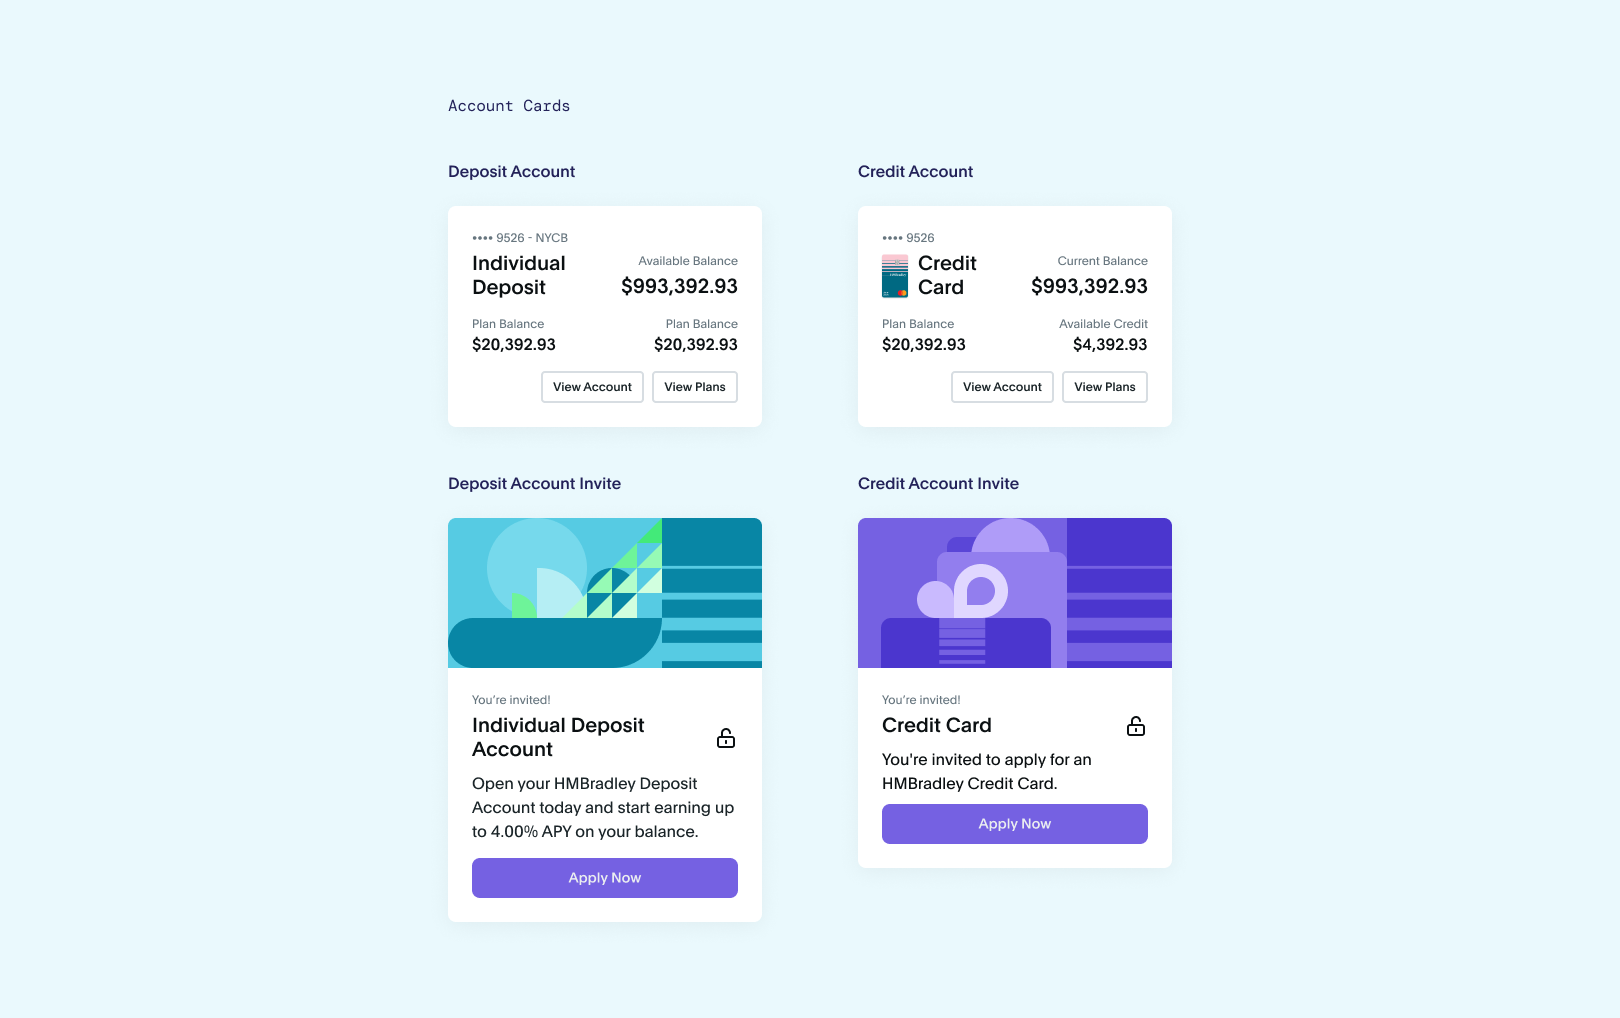 Account Cards
Deposit Account
•••• 9526 - NYCB
Individual
Deposit
Available Balance
$993,392.93
Plan Balance
$20,392.93
Plan Balance
$20,392.93
View Account
View Plans
Credit Account
•••• 9526
Credit
Card
Current Balance
$993,392.93
Plan Balance
$20,392.93
Available Credit
$4,392.93
View Account
View Plans
Deposit Account Invite
You’re invited!
Individual Deposit
Account
Open your HMBradley Deposit
Account today and start earning up
to 4.00% APY on your balance.
Apply Now
Credit Account Invite
You’re invited!
Credit Card
You're invited to apply for an
HMBradley Credit Card.
Apply Now